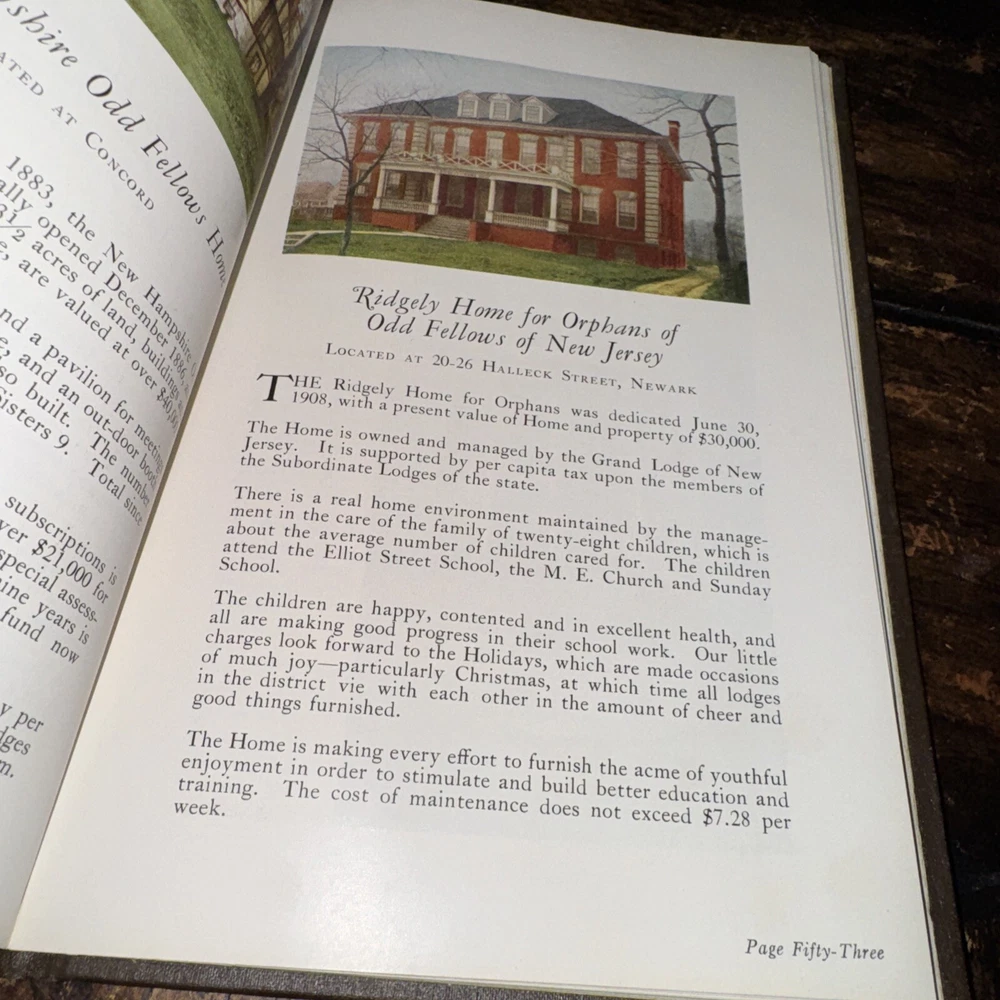 shire Odd Fellows Home
ATED AT CONCORD
1883, the New Hampshire
ally opened December 1886,
31/2 acres of land, buildings
e, are valued at over
nd a pavilion for meetings
e, and an out-door
so built. The number
Sisters 9. Total since
subscriptions is
ver $21,000 for
special assess-
ine years is
fund now
y per
dges
m.
Ridgely Home for Orphans of
Odd Fellows of New Jersey
LOCATED AT 20-26 HALLECK STREET, NEWARK
THE Ridgely Home for Orphans was dedicated June 30,
1908, with a present value of Home and property of $30,000.
The Home is owned and managed by the Grand Lodge of New
Jersey. It is supported by per capita tax upon the members of
the Subordinate Lodges of the state.
There is a real home environment maintained by the manage-
ment in the care of the family of twenty-eight children, which is
about the average number of children cared for. The children
attend the Elliot Street School, the M. E. Church and Sunday
School.
The children are happy, contented and in excellent health, and
all are making good progress in their school work. Our little
charges look forward to the Holidays, which are made occasions
of much joy—particularly Christmas, at which time all lodges
in the district vie with each other in the amount of cheer and
good things furnished.
The Home is making every effort to furnish the acme of youthful
enjoyment in order to stimulate and build better education and
training. The cost of maintenance does not exceed $7.28 per
week.
Page Fifty-Three